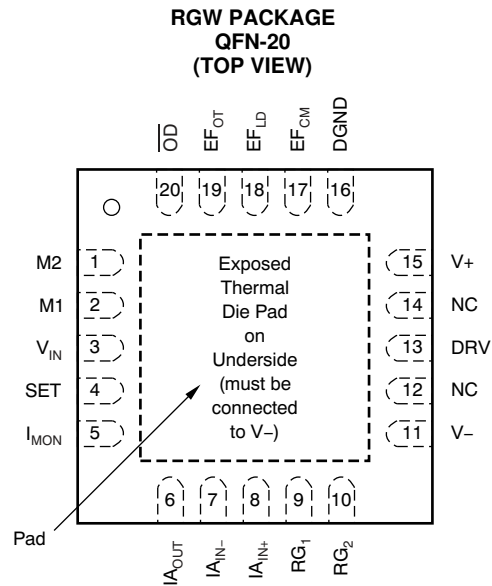 RGW PACKAGE
QFN-20
(TOP VIEW)
OD EFOT EFLD EFCM DGND
20 19 18 17 16
M2 1
M1 2
VIN 3
SET 4
IMON 5
Exposed
Thermal
Die Pad
on
Underside
(must be
connected
to V−)
15 V+
14 NC
13 DRV
12 NC
11 V−
6 7 8 9 10
Pad
IAOUT IAIN− IAIN+ RG1 RG2